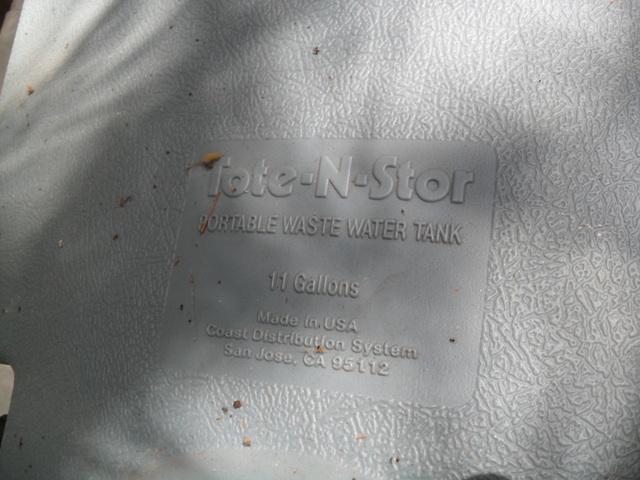 Tote-N-Stor
PORTABLE WASTE WATER TANK
11 Gallons
Made in USA
Coast Distribution System
San Jose, CA 95112